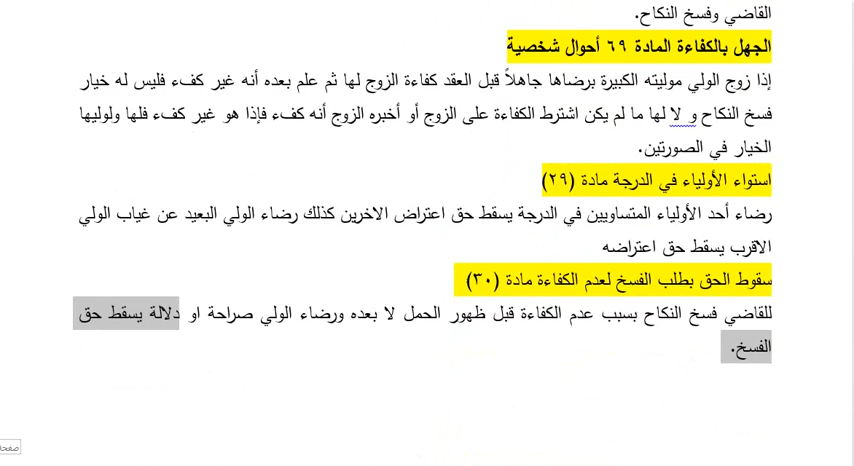 القاضي وفسخ النكاح.
الجهل بالكفاءة المادة ٦٩ أحوال شخصية
إذا زوج الولي موليته الكبيرة برضاها جاهلاً قبل العقد كفاءة الزوج لها ثم علم بعده أنه غير كفء فليس له خيار
فسخ النكاح و لا لها ما لم يكن اشترط الكفاءة على الزوج أو أخبره الزوج أنه كفء فإذا هو غير كفء فلها ولوليها
الخيار في الصورتين.
استواء الأولياء في الدرجة مادة (٢٩)
رضاء أحد الأولياء المتساويين في الدرجة يسقط حق اعتراض الاخرين كذلك رضاء الولي البعيد عن غياب الولي
الاقرب يسقط حق اعتراضه
سقوط الحق بطلب الفسخ لعدم الكفاءة مادة (٣٠)
للقاضي فسخ النكاح بسبب عدم الكفاءة قبل ظهور الحمل لا بعده ورضاء الولي صراحة او دلالة يسقط حق
الفسخ.
صفحة